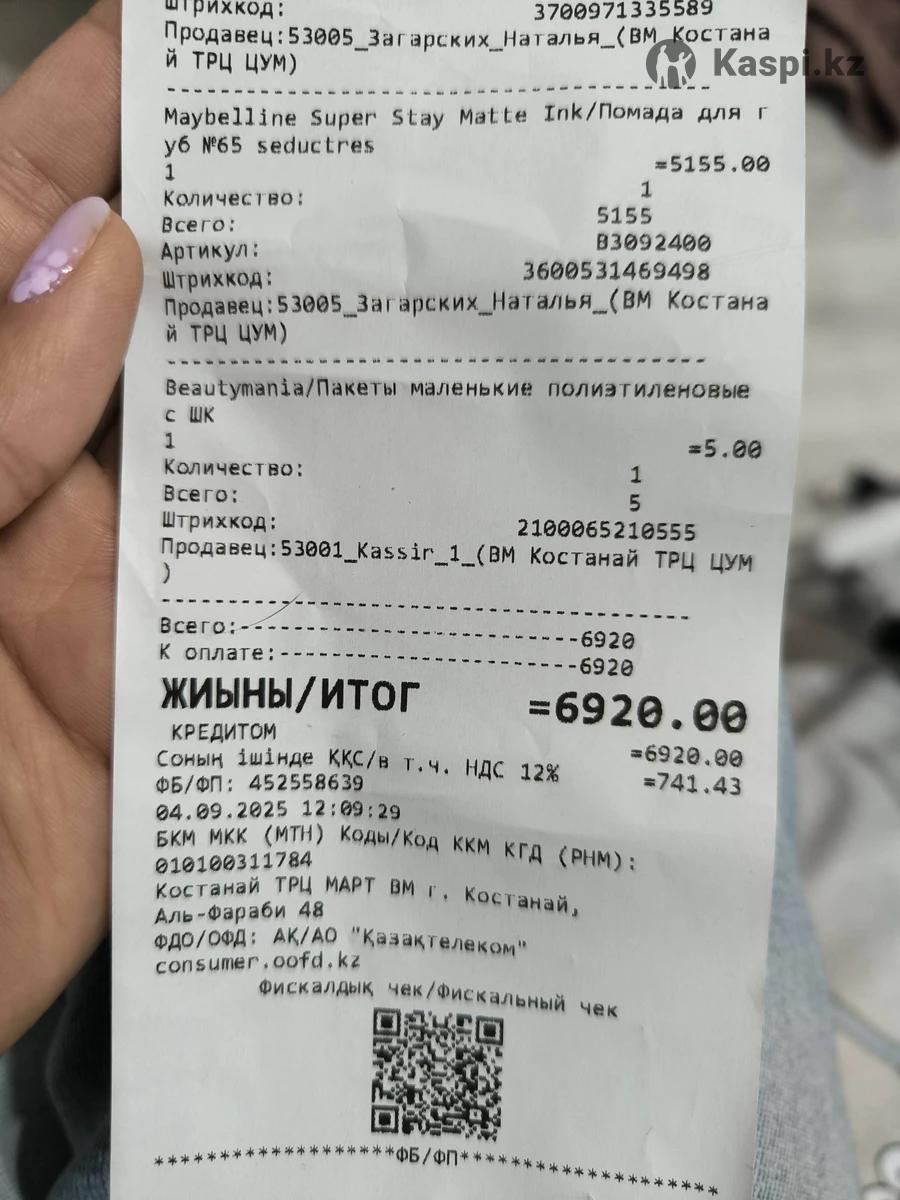 Штрихкод: 3700971335589
Продавец:53005_Загарских_Наталья_(ВМ_Костана
й ТРЦ ЦУМ)
Kaspi.kz
Maybelline Super Stay Matte Ink/Помада для г
уб №65 seductres
1 =5155.00
Количество: 1
Всего: 5155
Артикул: B3092400
Штрихкод: 3600531469498
Продавец:53005_Загарских_Наталья_(ВМ Костана
й ТРЦ ЦУМ)
Beautymania/Пакеты маленькие полиэтиленовые
с ШК
1 =5.00
Количество: 1
Всего: 5
Штрихкод: 2100065210555
Продавец:53001_Kassir_1_(ВМ Костанай ТРЦ ЦУМ
)
Всего:--------------------------6920
К оплате:-----------------------6920
ЖИЫНЫ/ИТОГ =6920.00
КРЕДИТОМ =6920.00
Соның ішінде ҚҚС/в т.ч. НДС 12% =741.43
ФБ/ФП: 452558639
04.09.2025 12:09:29
БКМ МКК (МТН) Коды/Код ККМ КГД (РНМ):
010100311784
Костанай ТРЦ МАРТ ВМ г. Костанай,
Аль-Фараби 48
ФДО/ОФД: АҚ/АО "Қазақтелеком"
consumer.oofd.kz
Фискалдық чек/Фискальный чек
******************ФБ/ФП*******************